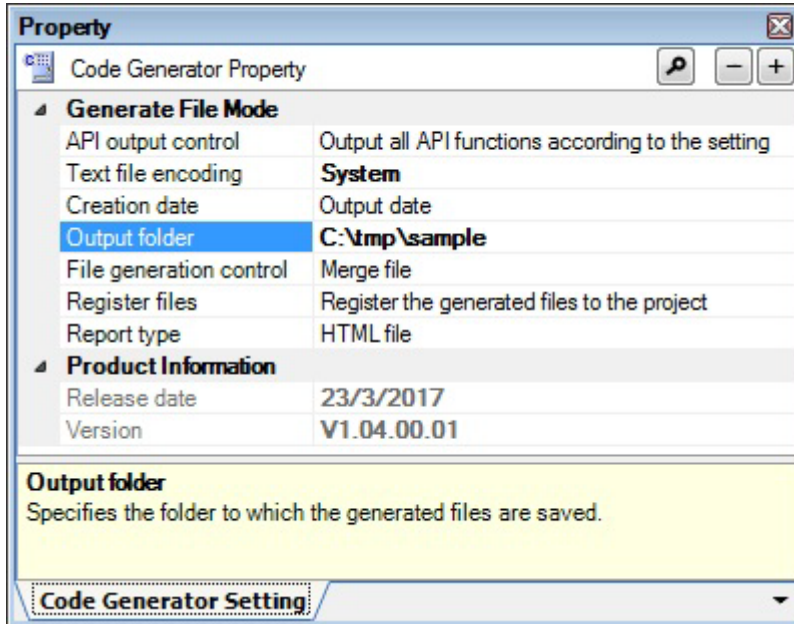 Property
Code Generator Property
Generate File Mode
API output control Output all API functions according to the setting
Text file encoding System
Creation date Output date
Output folder C:\tmp\sample
File generation control Merge file
Register files Register the generated files to the project
Report type HTML file
Product Information
Release date 23/3/2017
Version V1.04.00.01
Output folder
Specifies the folder to which the generated files are saved.
Code Generator Setting